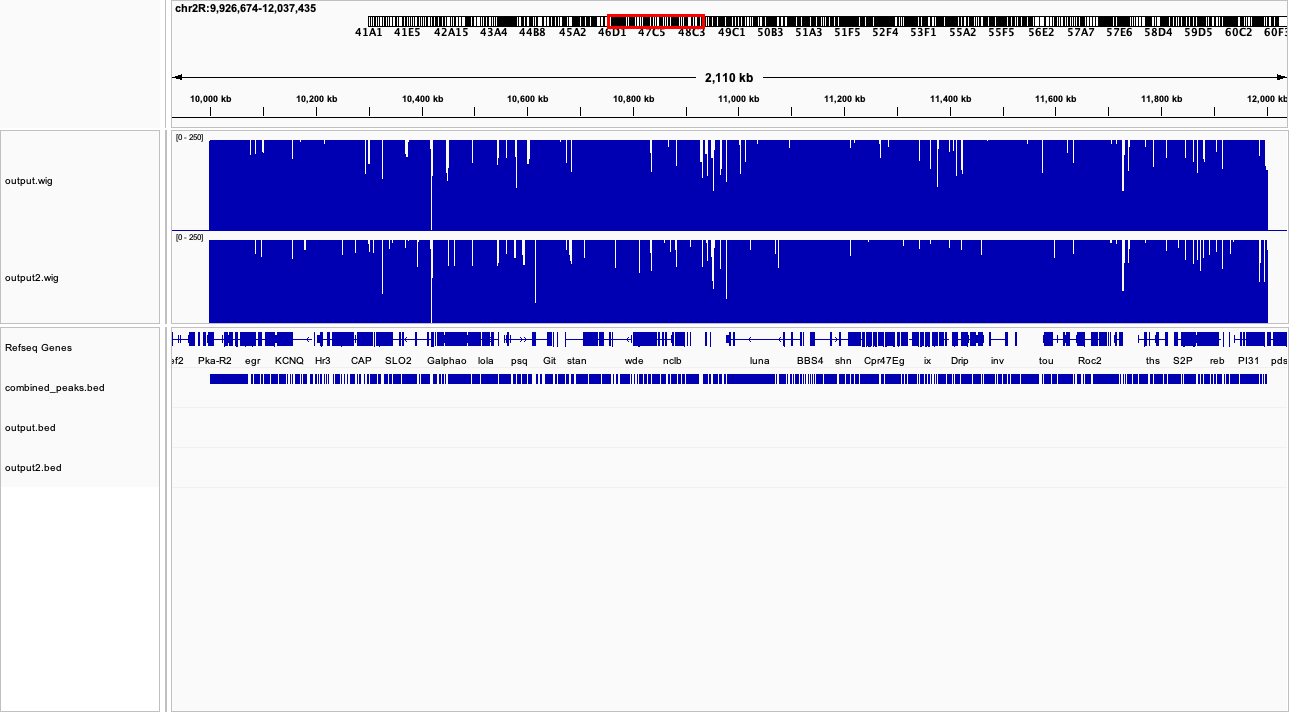 chr2R:9,926,674-12,037,435
41A1 41E5 42A15 43A4 44B8 45A2 46D1 47C5 48C3 49C1 50B3 51A3 51F5 52F4 53F1 55A2 55F5 56E2 57A7 57E6 58D4 59D5 60C2 60F3
2,110 kb
10,000 kb 10,200 kb 10,400 kb 10,600 kb 10,800 kb 11,000 kb 11,200 kb 11,400 kb 11,600 kb 11,800 kb 12,000 kb
[0 - 250]
output.wig
[0 - 250]
output2.wig
Refseq Genes
ef2 Pka-R2 egr KCNQ Hr3 CAP SLO2 Galphao lola psq Git stan wde nclb luna BBS4 shn Cpr47Eg ix Drip inv tou Roc2 ths S2P reb PI31 pds
combined_peaks.bed
output.bed
output2.bed